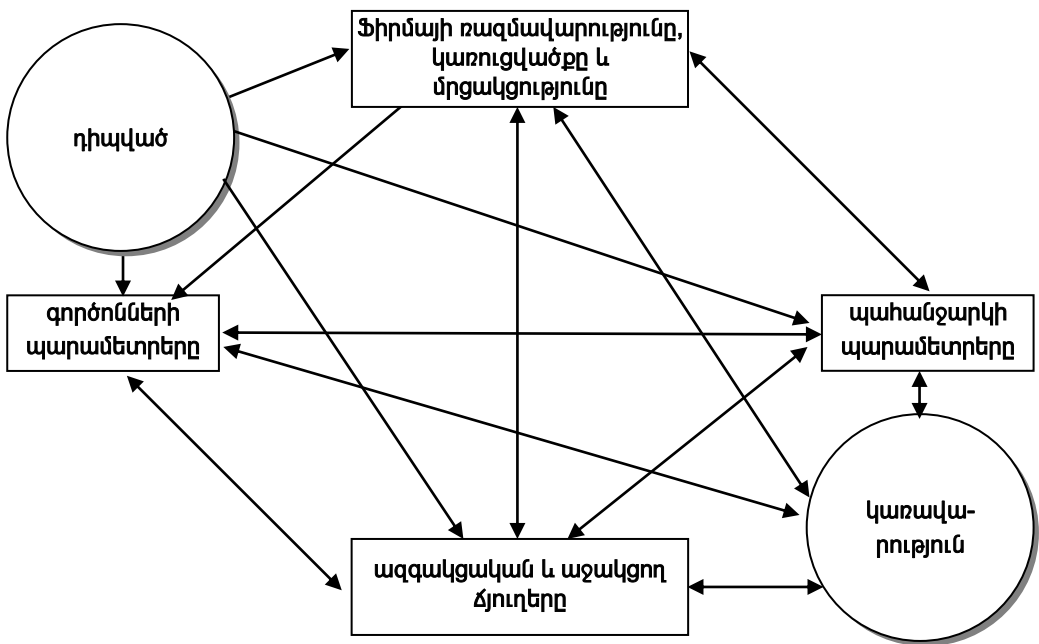 Ֆիրմայի ռազմավարությունը,
կառուցվածքը և
մրցակցությունը
դիպված
գործոնների
պարամետրերը
պահանջարկի
պարամետրերը
կառավա-
րություն
ազգակցական և աջակցող
ճյուղերը